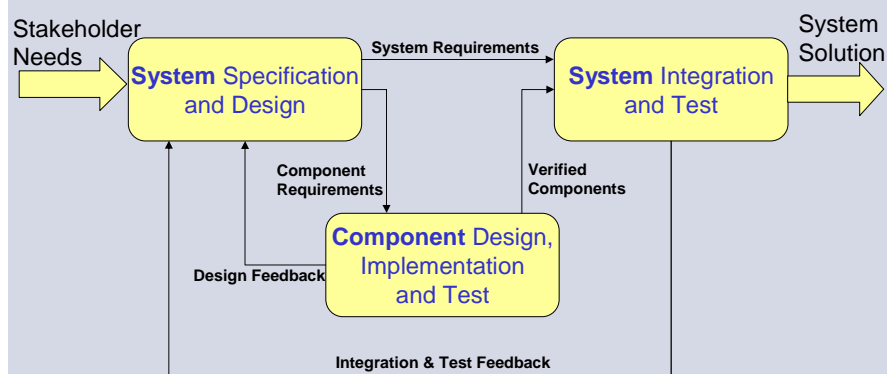 Stakeholder
Needs
System Specification
and Design
System Requirements
System Integration
and Test
System
Solution
Component
Requirements
Verified
Components
Component Design,
Implementation
and Test
Design Feedback
Integration & Test Feedback